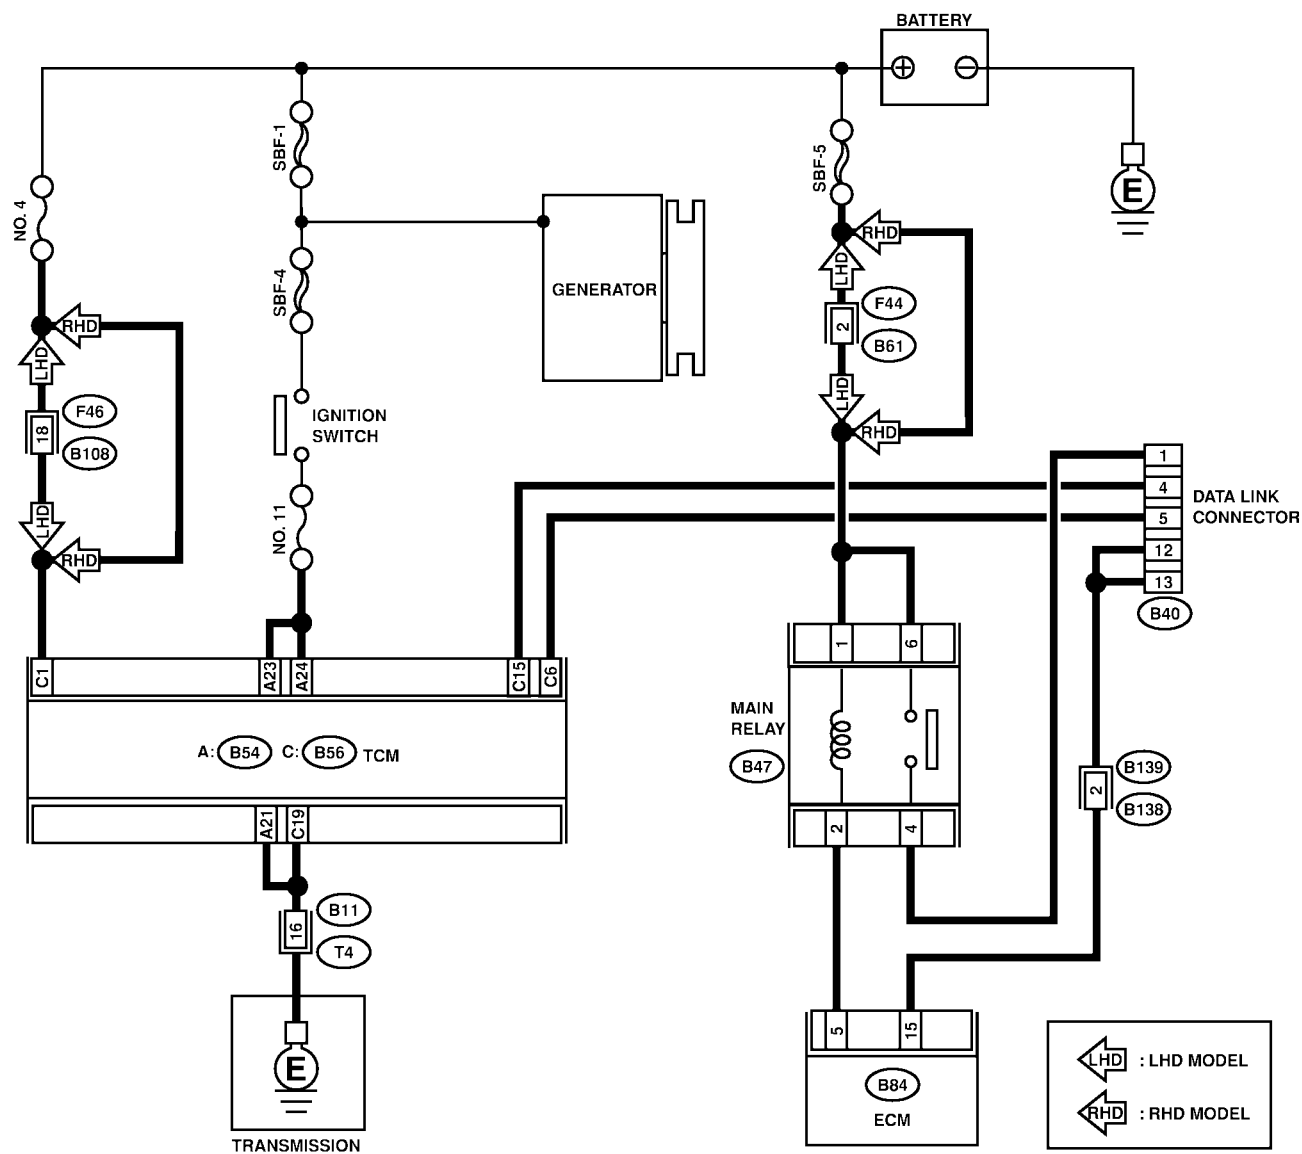 BATTERY
SBF-1
SBF-5
E
NO. 4
RHD
LHD
SBF-4
GENERATOR
RHD
LHD
2
F44
B61
LHD
RHD
F46
18
B108
LHD
RHD
IGNITION
SWITCH
NO. 11
1
4
5
12
13
DATA LINK
CONNECTOR
B40
C1
A23
A24
C15
C6
1
6
A: B54 C: B56 TCM
MAIN
RELAY
B47
2
B139
B138
A21
C19
2
4
16
B11
T4
E
TRANSMISSION
5
15
B84
ECM
LHD : LHD MODEL
RHD : RHD MODEL